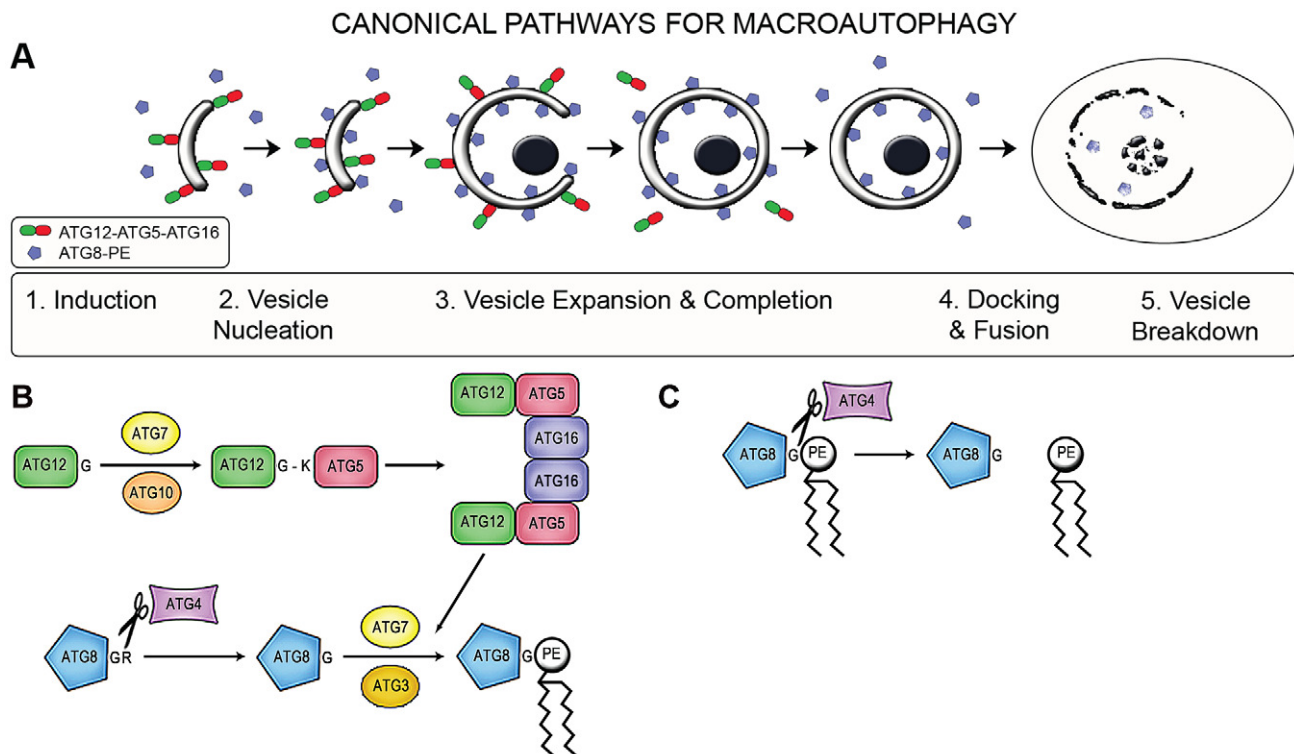 CANONICAL PATHWAYS FOR MACROAUTOPHAGY
A
ATG12-ATG5-ATG16
ATG8-PE
1. Induction
2. Vesicle
Nucleation
3. Vesicle Expansion & Completion
4. Docking
& Fusion
5. Vesicle
Breakdown
B
ATG12 G
ATG7
ATG10
ATG12 G - K ATG5
ATG12 ATG5
ATG16
ATG16
ATG12 ATG5
ATG8 GR
ATG4
ATG8 G
ATG7
ATG3
ATG8 G PE
C
ATG4
ATG8 G PE
ATG8 G
PE